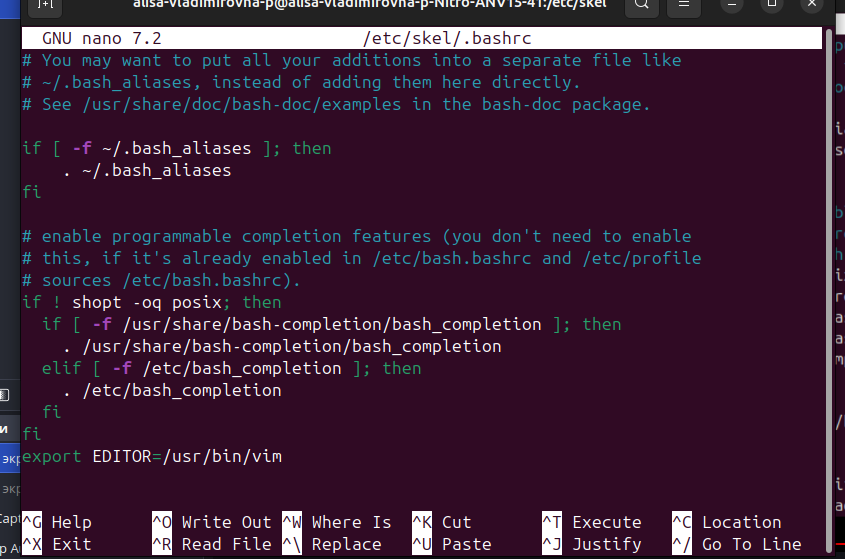 alisa-vladimirovna-p@alisa-vladimirovna-p-Nitro-ANV15-41:/etc/skel
GNU nano 7.2 /etc/skel/.bashrc
# You may want to put all your additions into a separate file like
# ~/.bash_aliases, instead of adding them here directly.
# See /usr/share/doc/bash-doc/examples in the bash-doc package.
if [ -f ~/.bash_aliases ]; then
. ~/.bash_aliases
fi
# enable programmable completion features (you don't need to enable
# this, if it's already enabled in /etc/bash.bashrc and /etc/profile
# sources /etc/bash.bashrc).
if ! shopt -oq posix; then
if [ -f /usr/share/bash-completion/bash_completion ]; then
. /usr/share/bash-completion/bash_completion
elif [ -f /etc/bash_completion ]; then
. /etc/bash_completion
fi
fi
export EDITOR=/usr/bin/vim
^G Help ^O Write Out ^W Where Is ^K Cut ^T Execute ^C Location
^X Exit ^R Read File ^\ Replace ^U Paste ^J Justify ^/ Go To Line